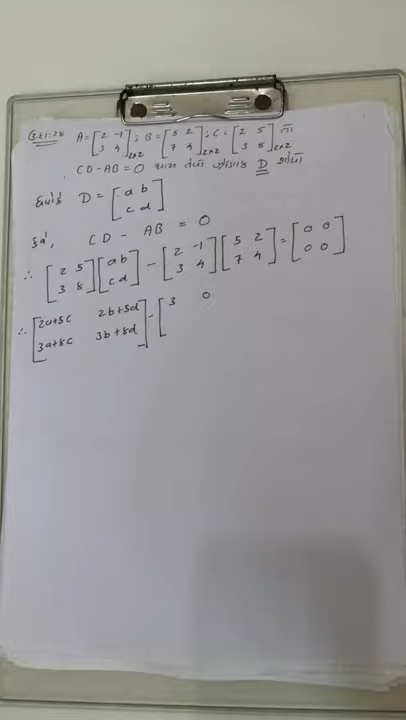 A = [2 -1 3 4]2×2 ; B = [5 2 7 4]2×2 ; C = [2 5 3 8]2×2 તો
CD - AB = 0 થાય તેવો શ્રેણિક D શોધો
ધારોકે D = [a b c d]
હવે, CD - AB = 0
∴ [2 5 3 8] [a b c d] - [2 -1 3 4] [5 2 7 4] = [0 0 0 0]
∴ [2a+5c 2b+5d 3a+8c 3b+8d] - [3 0